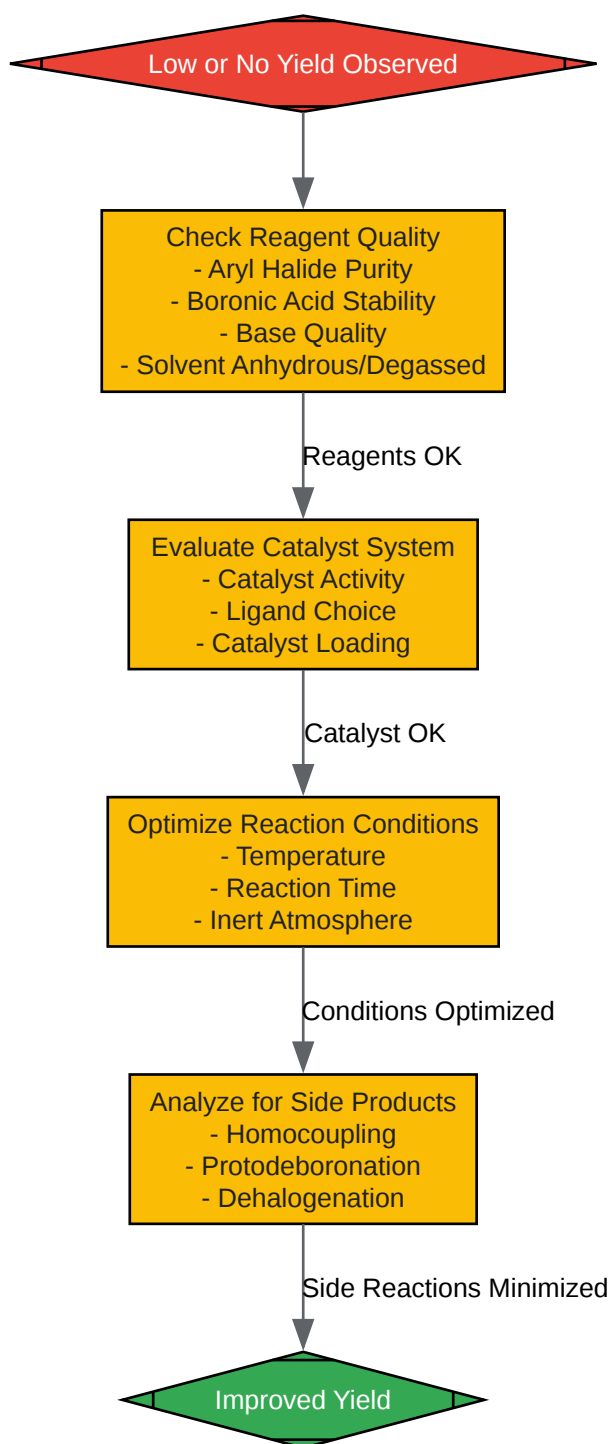 Low or No Yield Observed
Check Reagent Quality
- Aryl Halide Purity
- Boronic Acid Stability
- Base Quality
- Solvent Anhydrous/Degassed
Reagents OK
Evaluate Catalyst System
- Catalyst Activity
- Ligand Choice
- Catalyst Loading
Catalyst OK
Optimize Reaction Conditions
- Temperature
- Reaction Time
- Inert Atmosphere
Conditions Optimized
Analyze for Side Products
- Homocoupling
- Protodeboronation
- Dehalogenation
Side Reactions Minimized
Improved Yield